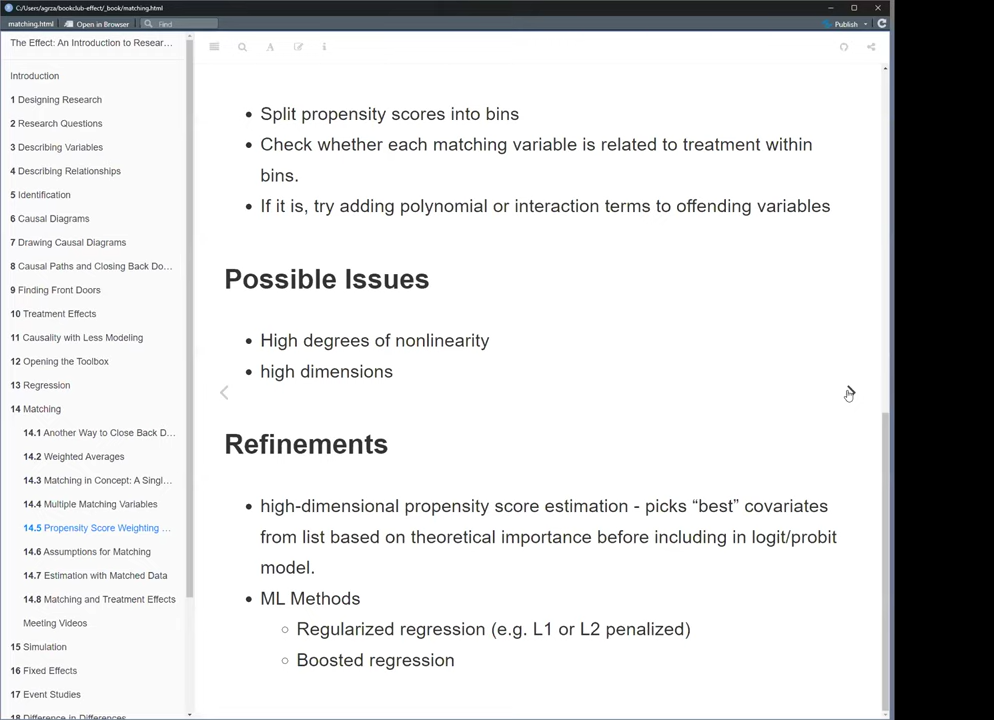 C:/Users/agrza/bookclub-effect/_book/matching.html
matching.html
Open in Browser
Find
Publish
The Effect: An Introduction to Resear...
Introduction
1 Designing Research
2 Research Questions
3 Describing Variables
4 Describing Relationships
5 Identification
6 Causal Diagrams
7 Drawing Causal Diagrams
8 Causal Paths and Closing Back Do...
9 Finding Front Doors
10 Treatment Effects
11 Causality with Less Modeling
12 Opening the Toolbox
13 Regression
14 Matching
14.1 Another Way to Close Back D...
14.2 Weighted Averages
14.3 Matching in Concept: A Singl...
14.4 Multiple Matching Variables
14.5 Propensity Score Weighting ...
14.6 Assumptions for Matching
14.7 Estimation with Matched Data
14.8 Matching and Treatment Effects
Meeting Videos
15 Simulation
16 Fixed Effects
17 Event Studies
18 Difference in Differences
• Split propensity scores into bins
• Check whether each matching variable is related to treatment within
bins.
• If it is, try adding polynomial or interaction terms to offending variables
Possible Issues
• High degrees of nonlinearity
• high dimensions
Refinements
• high-dimensional propensity score estimation - picks “best” covariates
from list based on theoretical importance before including in logit/probit
model.
• ML Methods
○ Regularized regression (e.g. L1 or L2 penalized)
○ Boosted regression